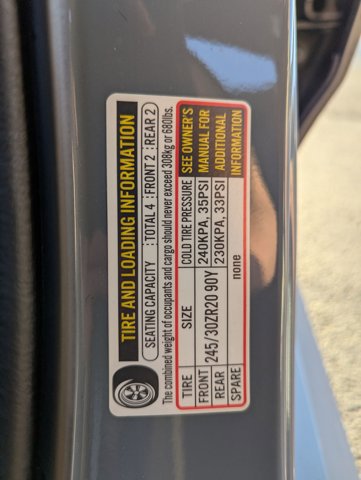 TIRE AND LOADING INFORMATION
SEATING CAPACITY : TOTAL 4 : FRONT 2 : REAR 2
The combined weight of occupants and cargo should never exceed 308kg or 680lbs.
TIRE SIZE COLD TIRE PRESSURE SEE OWNER'S
FRONT 245/30ZR20 90Y 240KPA, 35PSI MANUAL FOR
REAR 230KPA, 33PSI ADDITIONAL
SPARE none INFORMATION